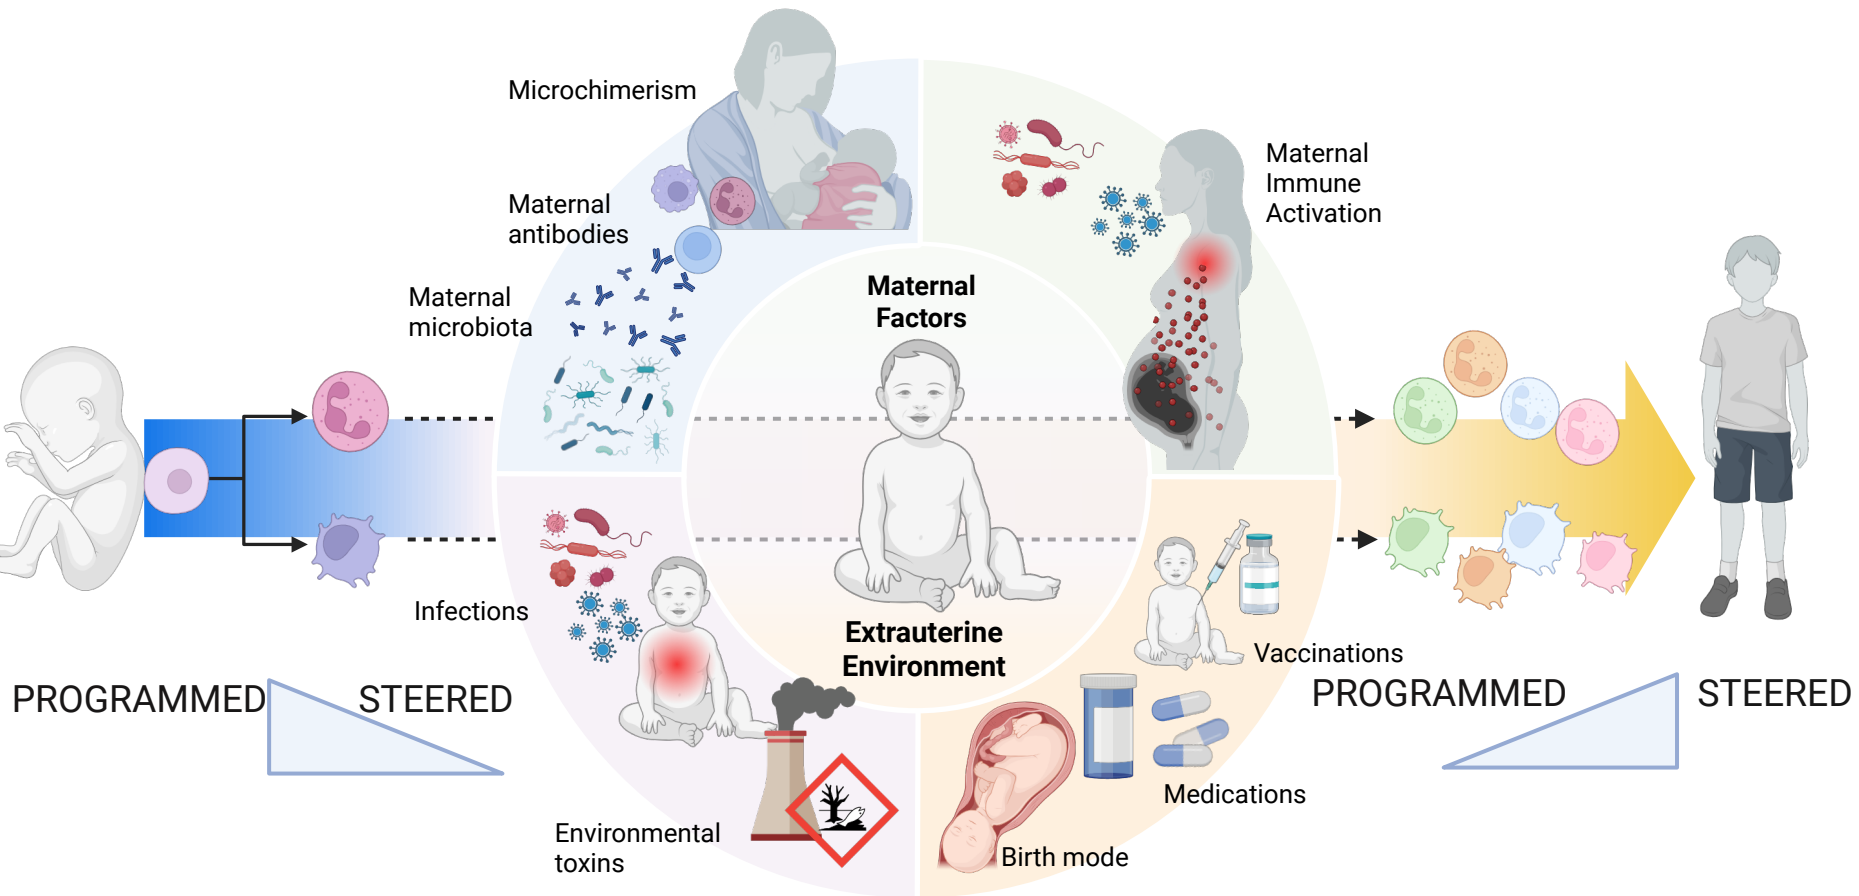 Microchimerism
Maternal
antibodies
Maternal
microbiota
Maternal
Immune
Activation
Maternal
Factors
Extrauterine
Environment
Infections
Environmental
toxins
Vaccinations
Medications
Birth mode
PROGRAMMED
STEERED
PROGRAMMED
STEERED